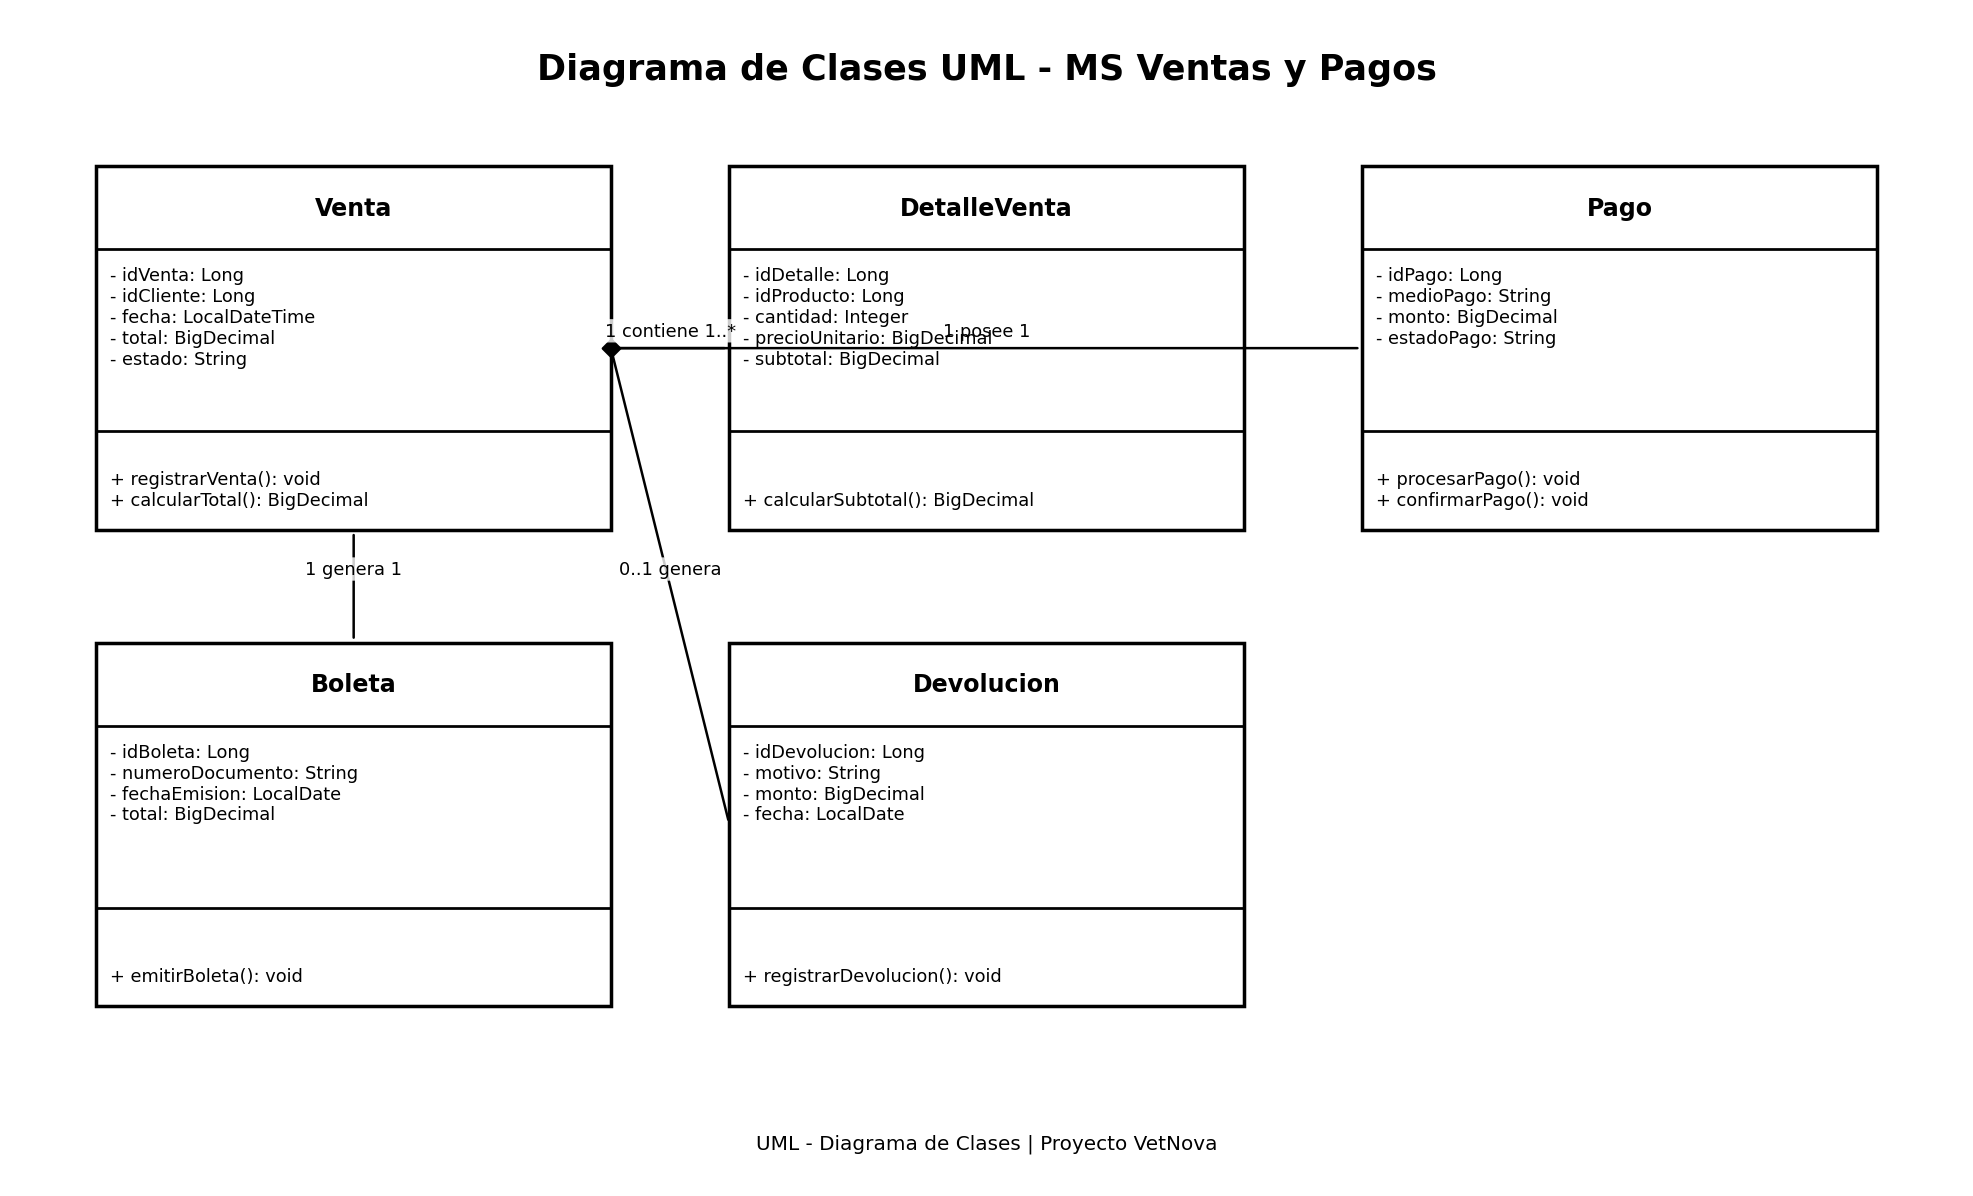 Diagrama de Clases UML - MS Ventas y Pagos
Venta
- idVenta: Long
- idCliente: Long
- fecha: LocalDateTime
- total: BigDecimal
- estado: String
+ registrarVenta(): void
+ calcularTotal(): BigDecimal
1 contiene 1..*
DetalleVenta
- idDetalle: Long
- idProducto: Long
- cantidad: Integer
- precioUnitario: BigDecimal
- subtotal: BigDecimal
+ calcularSubtotal(): BigDecimal
1 posee 1
Pago
- idPago: Long
- medioPago: String
- monto: BigDecimal
- estadoPago: String
+ procesarPago(): void
+ confirmarPago(): void
1 genera 1
0..1 genera
Boleta
- idBoleta: Long
- numeroDocumento: String
- fechaEmision: LocalDate
- total: BigDecimal
+ emitirBoleta(): void
Devolucion
- idDevolucion: Long
- motivo: String
- monto: BigDecimal
- fecha: LocalDate
+ registrarDevolucion(): void
UML - Diagrama de Clases | Proyecto VetNova